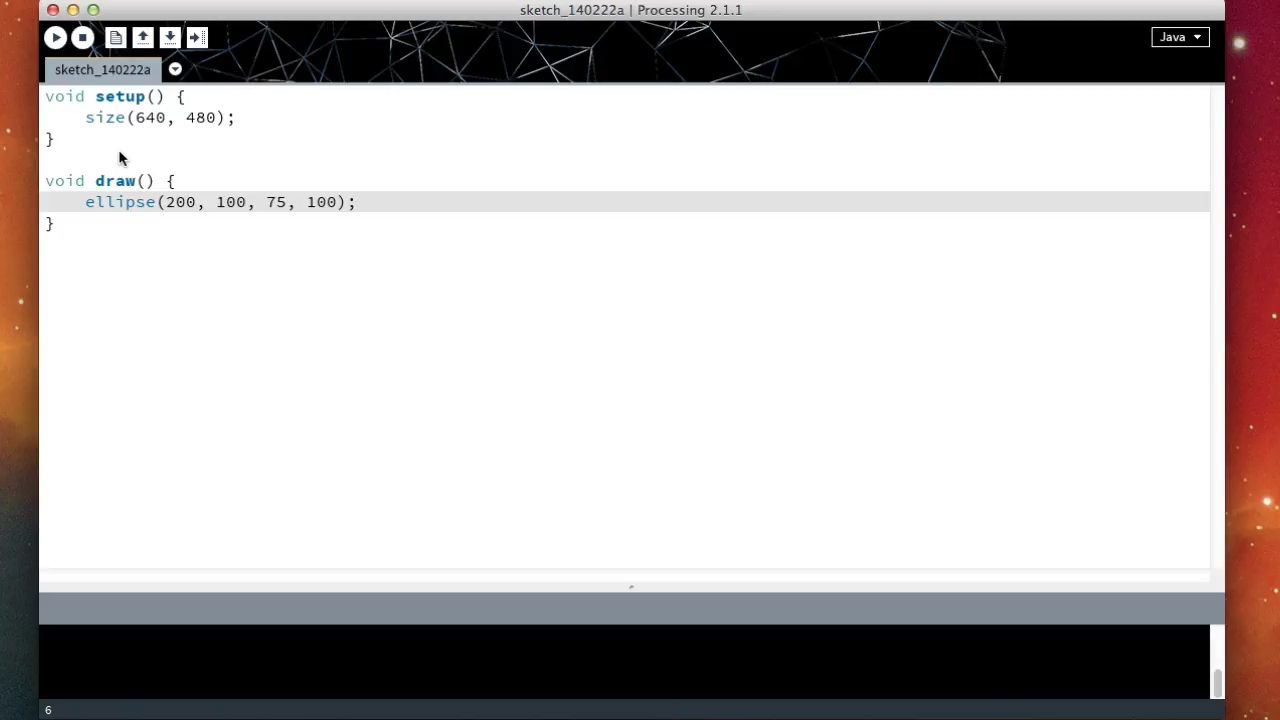 sketch_140222a | Processing 2.1.1
Java
sketch_140222a
void setup() {
    size(640, 480);
}

void draw() {
    ellipse(200, 100, 75, 100);
}
6